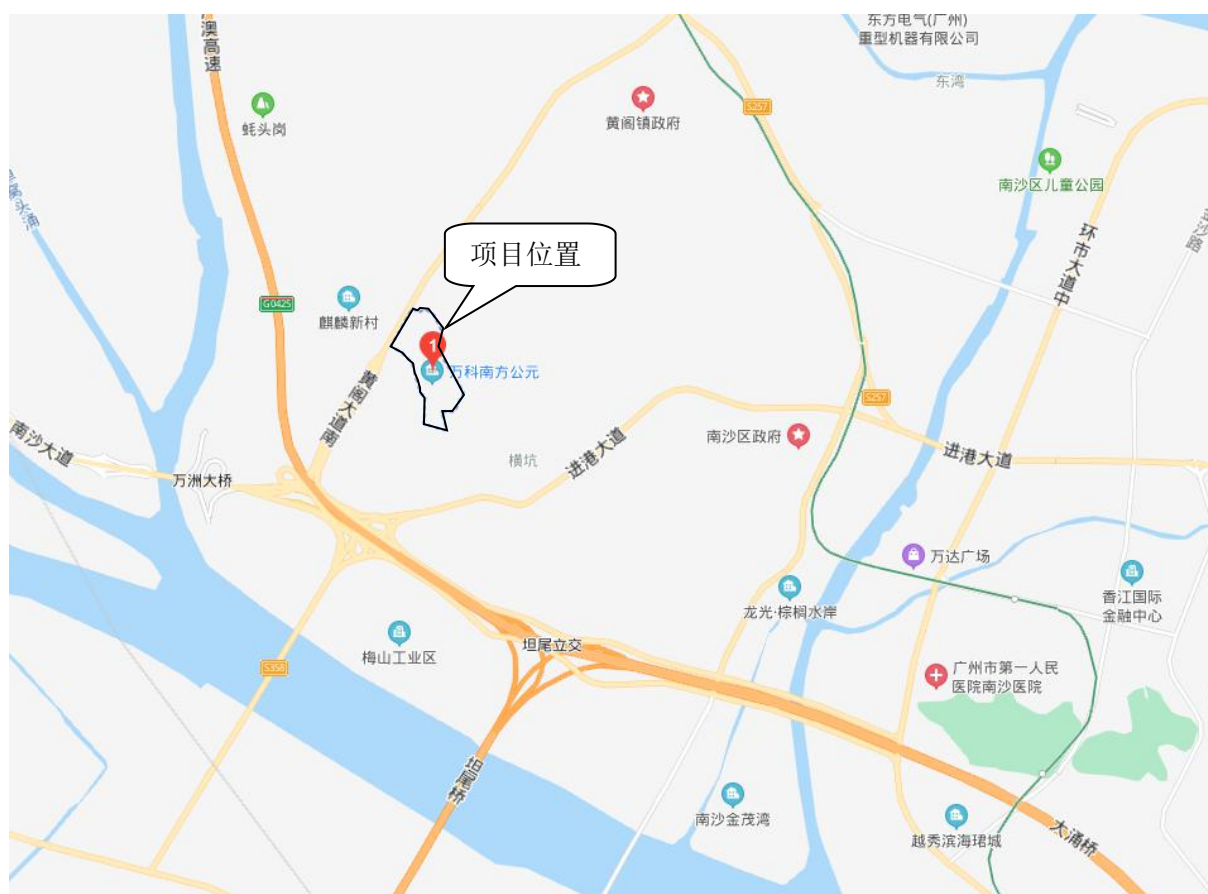 东方电气(广州)
重型机器有限公司
澳高速
东湾
蚝头岗
黄阁镇政府
S257
南沙区儿童公园
环市大道中
项目位置
G0425
麒麟新村
1
万科南方公元
黄阁大道南
S257
南沙大道
南沙区政府
进港大道
进港大道
横坑
万洲大桥
万达广场
香江国际
金融中心
龙光·棕榈水岸
梅山工业区
坦尾立交
S358
广州市第一人民
医院南沙医院
坦尾桥
南沙金茂湾
越秀滨海珺城
大涌桥